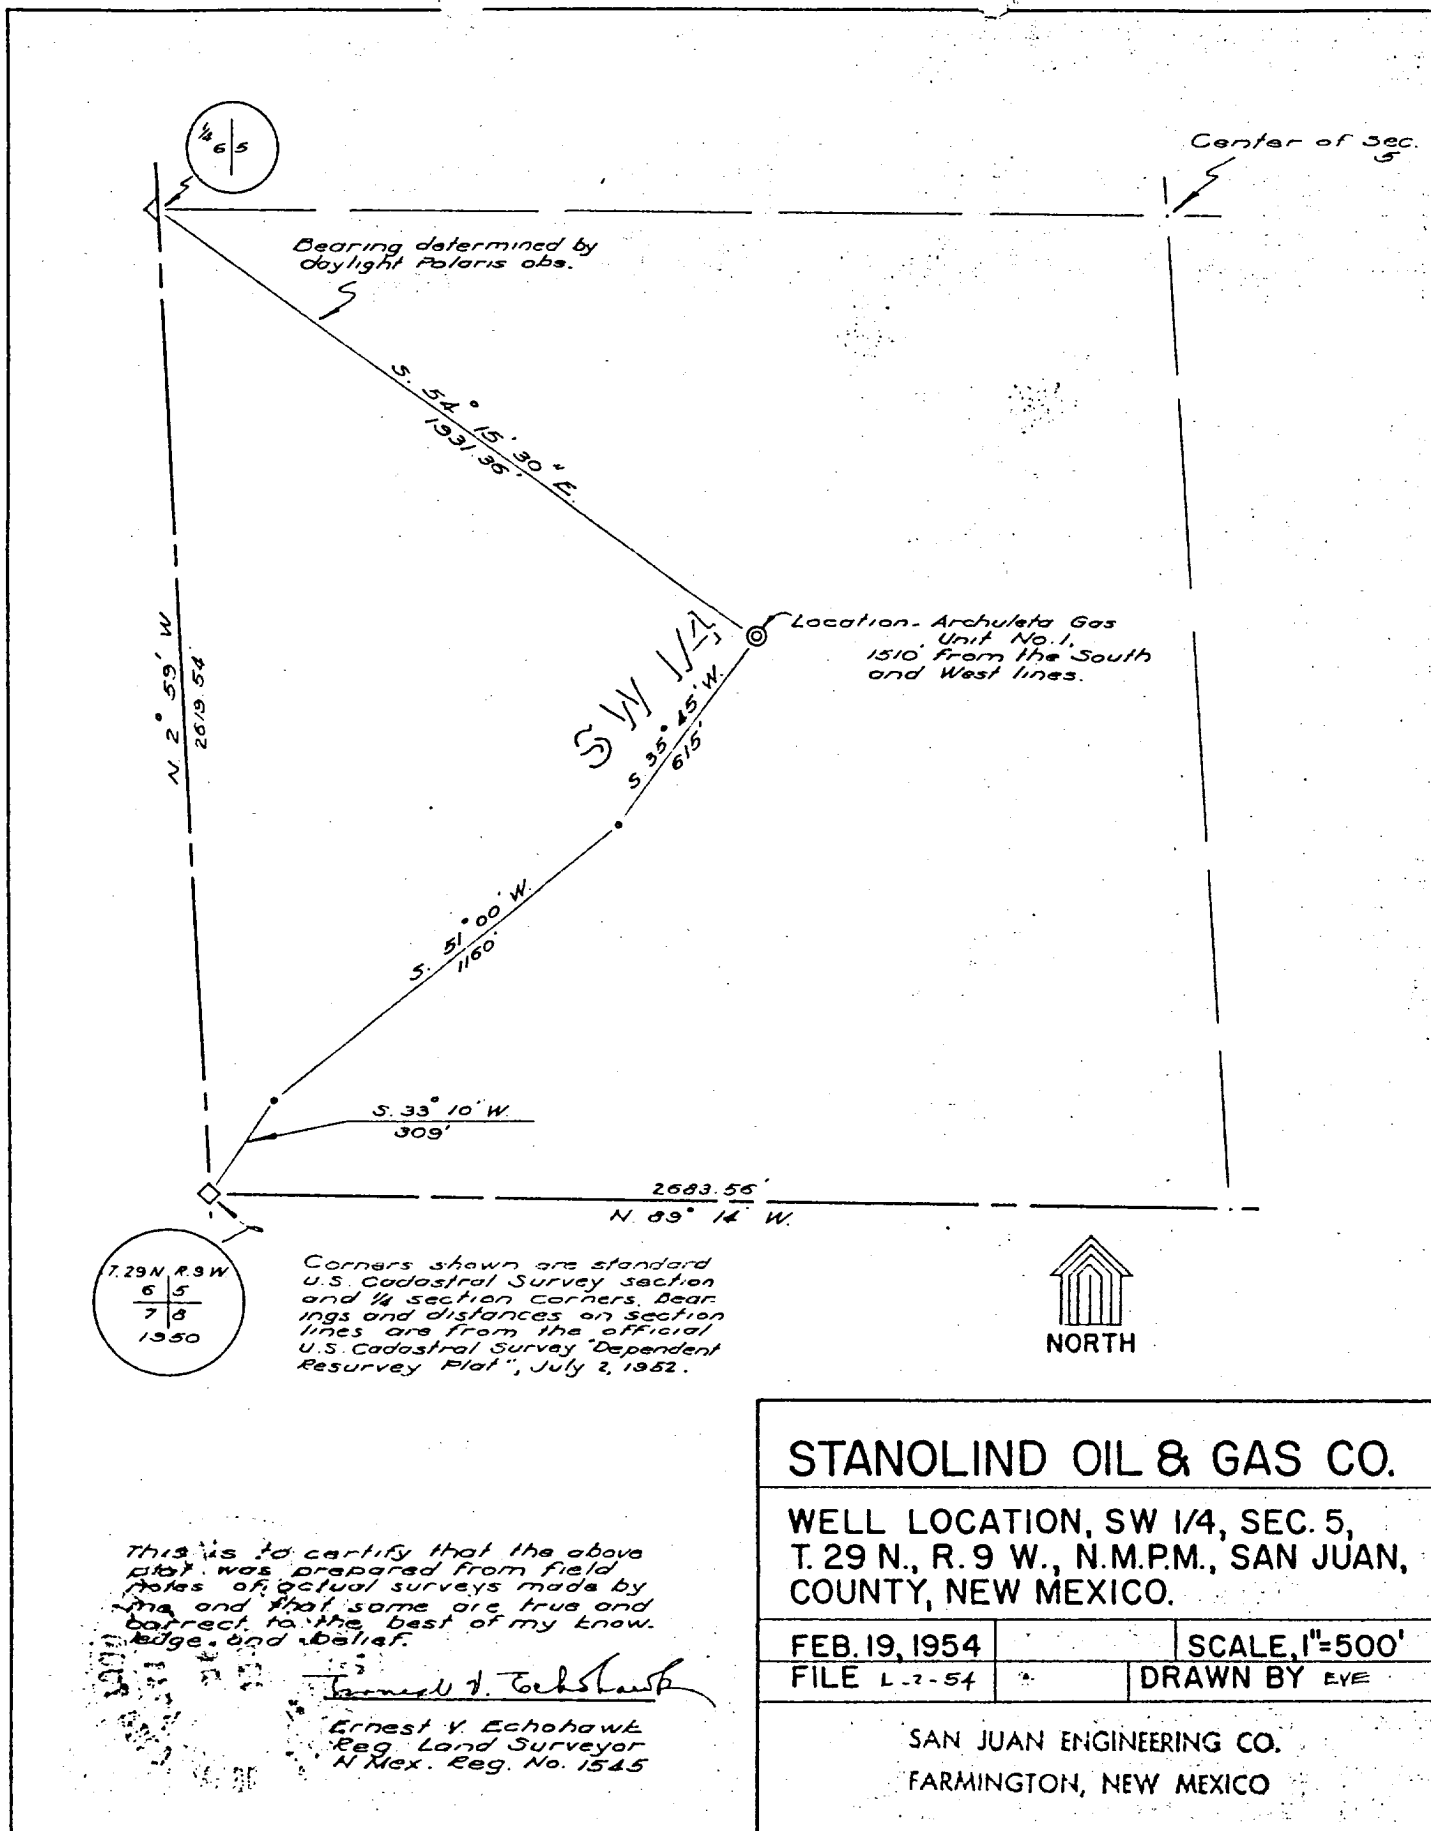 1/4
6 5
Center of Sec.
5
Bearing determined by
daylight Polaris obs.
S. 54° 15' 30" E.
1931.36'
Location - Archuleta Gas
Unit No. 1,
1510' from the South
and West lines.
SW 1/4
N. 2° 59' W
2619.54'
S. 35° 45' W.
615'
S. 51° 00' W.
1160'
S. 33° 10' W.
309'
2683.56'
N. 89° 14' W.
T. 29 N R. 9 W
6 5
7 8
1950
Corners shown are standard
U.S. Cadastral Survey section
and 1/4 section corners. Bear-
ings and distances on section
lines are from the official
U.S. Cadastral Survey "Dependent
Resurvey Plat", July 2, 1952.
NORTH
STANOLIND OIL & GAS CO.
WELL LOCATION, SW 1/4, SEC. 5,
T. 29 N., R. 9 W., N.M.P.M., SAN JUAN,
COUNTY, NEW MEXICO.
FEB. 19, 1954 SCALE, 1"=500'
FILE L-2-54 DRAWN BY EVE
SAN JUAN ENGINEERING CO.
FARMINGTON, NEW MEXICO
This is to certify that the above
plat was prepared from field
notes of actual surveys made by
me and that same are true and
correct to the best of my know-
ledge and belief.
Ernest V. Echohawk
Ernest V. Echohawk
Reg. Land Surveyor
N Mex. Reg. No. 1545